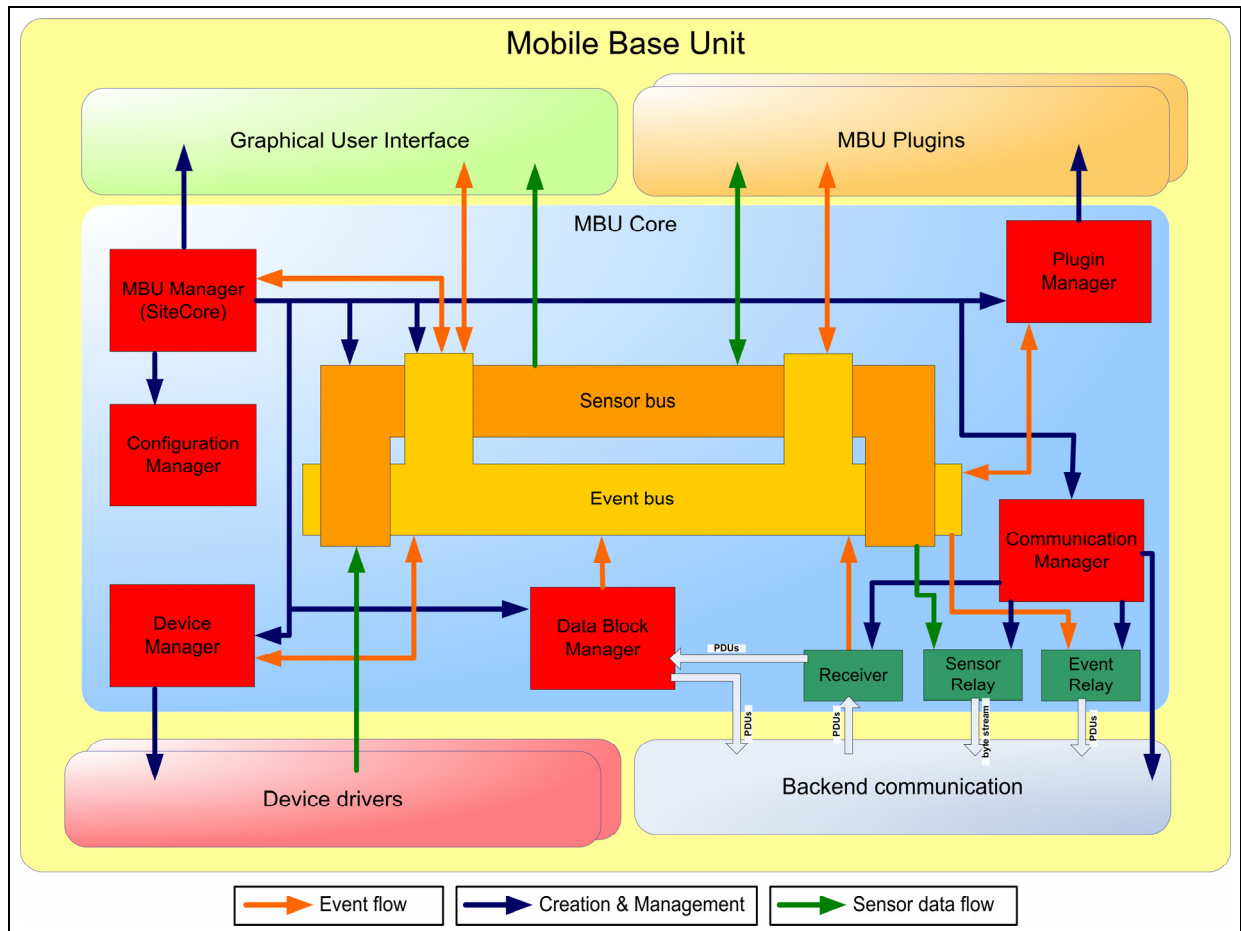 Mobile Base Unit
Graphical User Interface
MBU Plugins
MBU Core
MBU Manager
(SiteCore)
Plugin
Manager
Sensor bus
Configuration
Manager
Event bus
Communication
Manager
Device
Manager
Data Block
Manager
PDUs
Receiver
Sensor
Relay
Event
Relay
PDUs
PDUs
byte stream
PDUs
Device drivers
Backend communication
Event flow
Creation & Management
Sensor data flow